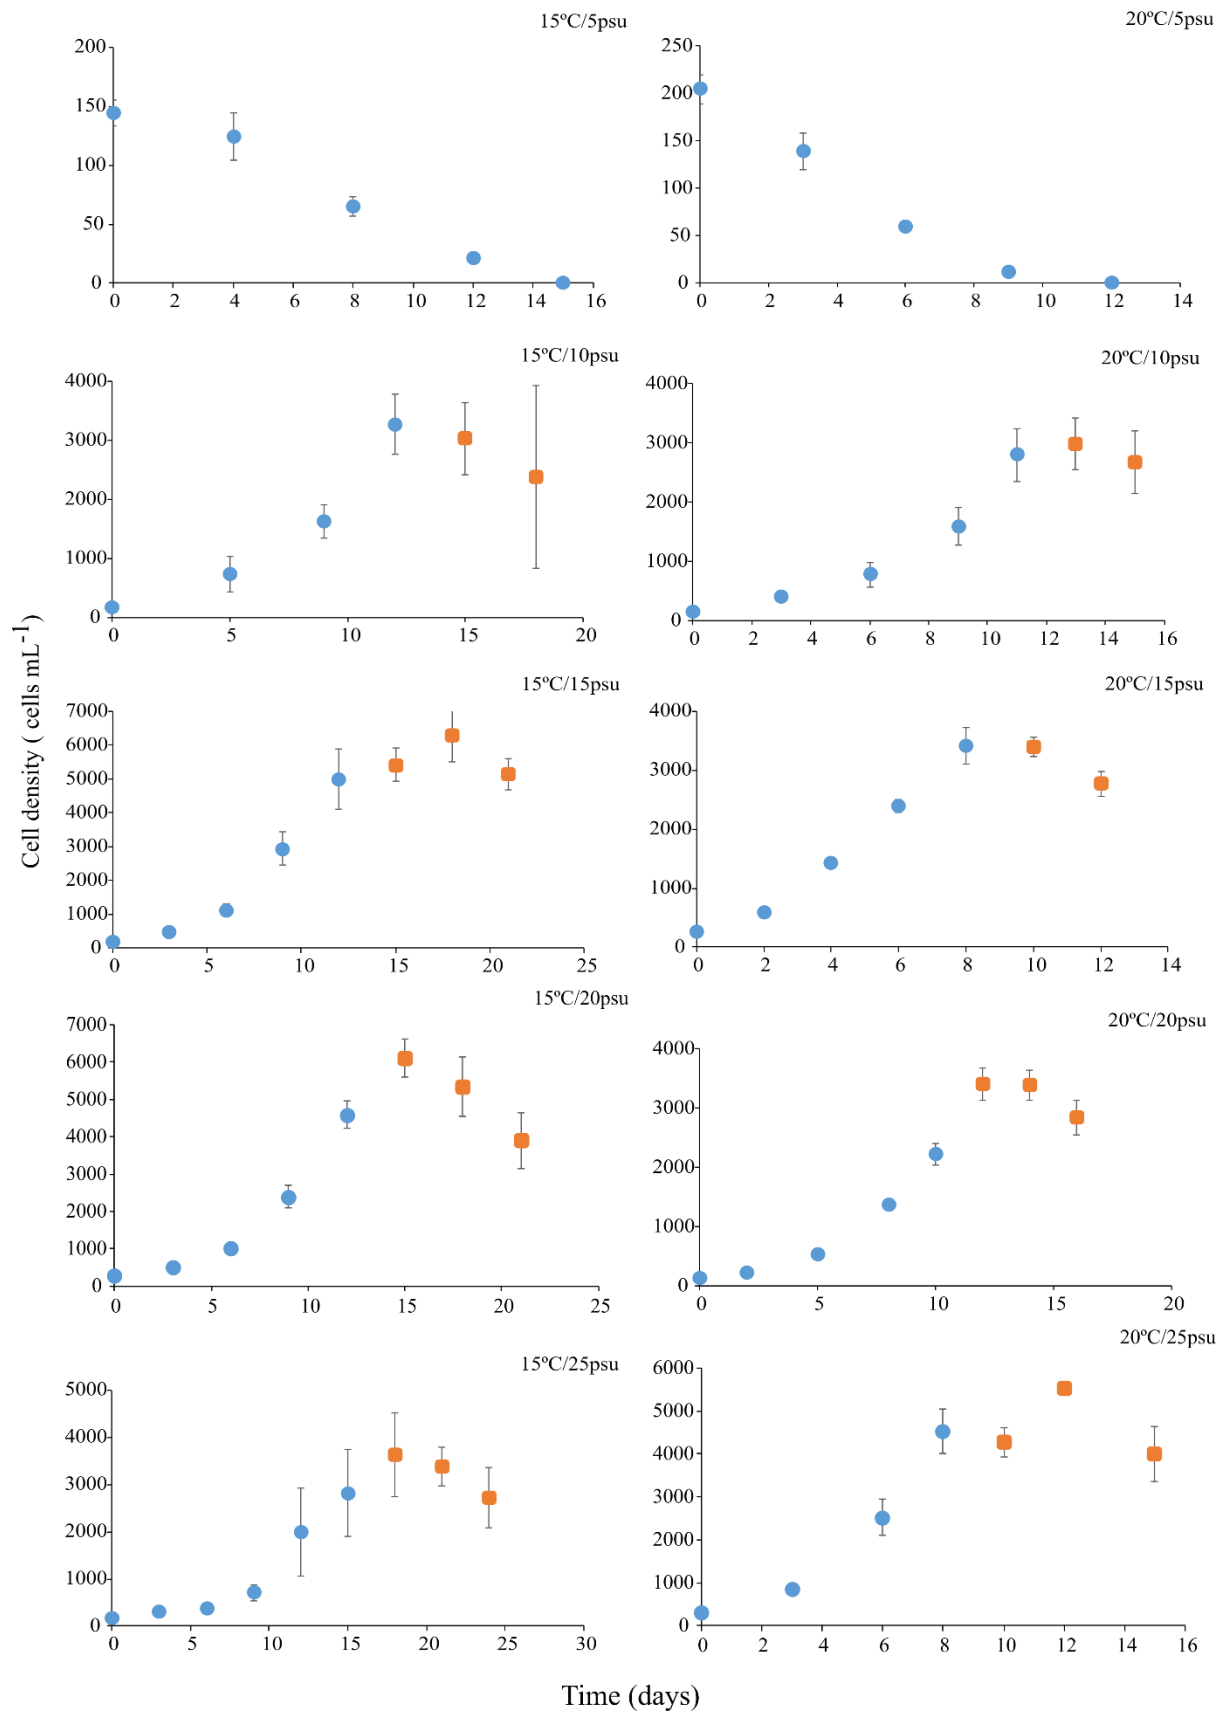 15ºC/5psu
200
150
100
50
0
0 2 4 6 8 10 12 14 16
20ºC/5psu
250
200
150
100
50
0
0 2 4 6 8 10 12 14
15ºC/10psu
4000
3000
2000
1000
0
0 5 10 15 20
20ºC/10psu
4000
3000
2000
1000
0
0 2 4 6 8 10 12 14 16
Cell density ( cells mL⁻¹)
15ºC/15psu
7000
6000
5000
4000
3000
2000
1000
0
0 5 10 15 20 25
20ºC/15psu
4000
3000
2000
1000
0
0 2 4 6 8 10 12 14
15ºC/20psu
7000
6000
5000
4000
3000
2000
1000
0
0 5 10 15 20 25
20ºC/20psu
4000
3000
2000
1000
0
0 5 10 15 20
15ºC/25psu
5000
4000
3000
2000
1000
0
0 5 10 15 20 25 30
20ºC/25psu
6000
5000
4000
3000
2000
1000
0
0 2 4 6 8 10 12 14 16
Time (days)